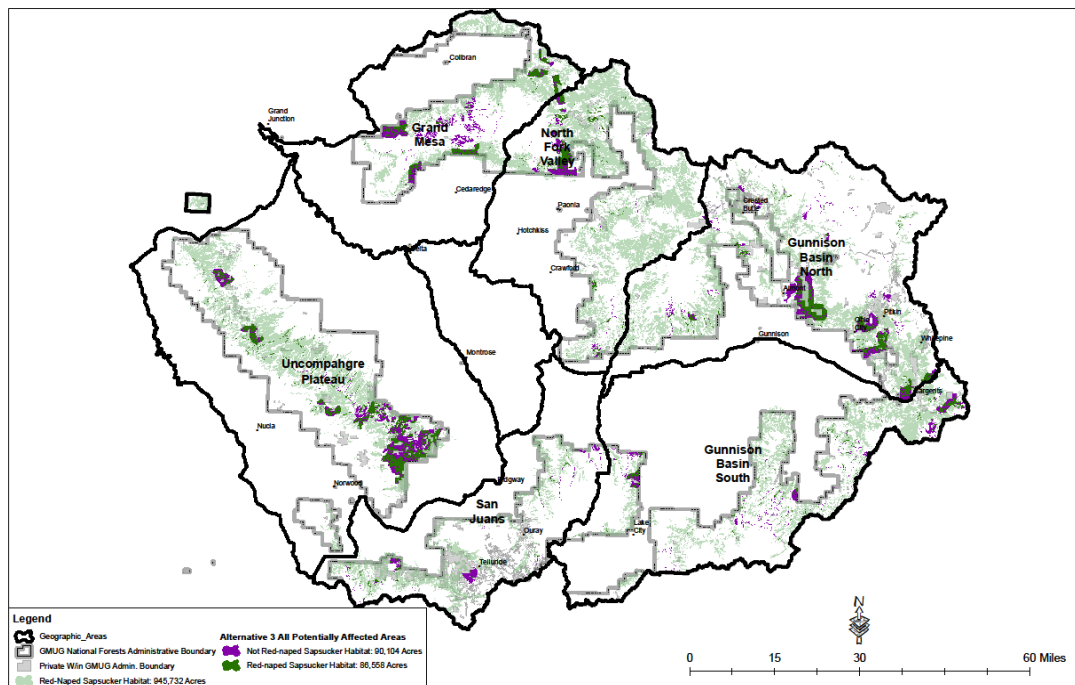 Colbran
Grand
Junction
Grand
Mesa
North
Fork
Valley
Cedaredge
Paonia
Hotchkiss
Crawford
Crested
Butte
Gunnison
Basin
North
Almont
Pitkin
Ohio
City
Whitepine
Gunnison
Sargents
Delta
Montrose
Uncompahgre
Plateau
Nucla
Norwood
Ridgway
San
Juans
Ouray
Telluride
Lake
City
Gunnison
Basin
South
Legend
Geographic_Areas
GMUG National Forests Administrative Boundary
Private W/in GMUG Admin. Boundary
Red-Naped Sapsucker Habitat: 945,732 Acres
Alternative 3 All Potentially Affected Areas
Not Red-naped Sapsucker Habitat: 90,104 Acres
Red-naped Sapsucker Habitat: 86,558 Acres
N
0 15 30 60 Miles